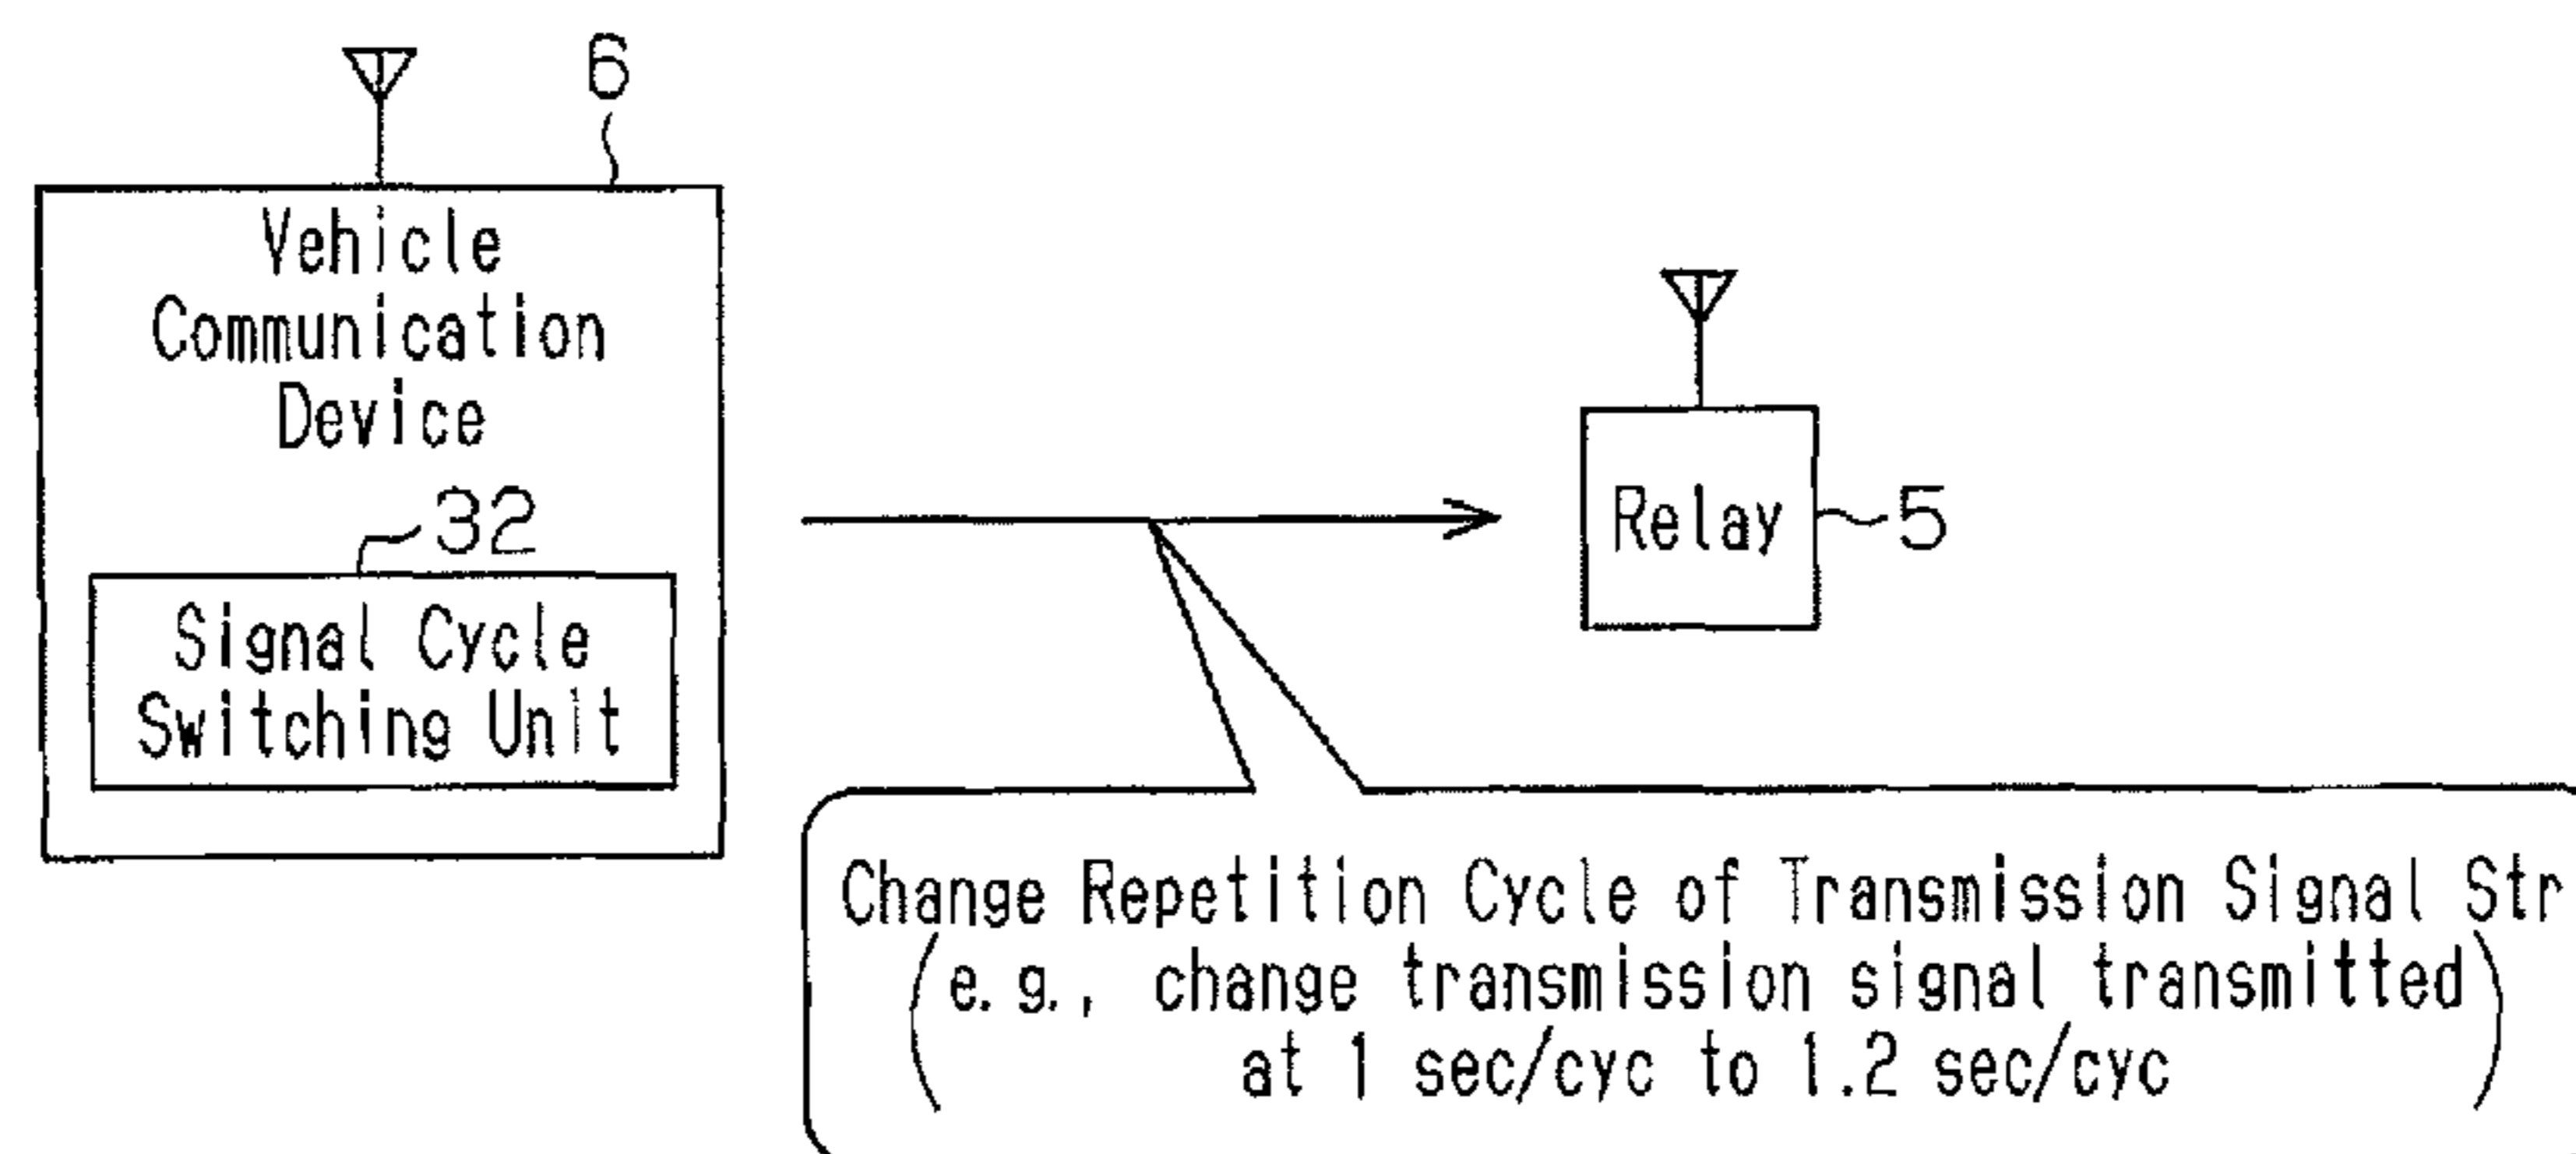 6
Vehicle
Communication
Device
32
Signal Cycle
Switching Unit
Relay
5
Change Repetition Cycle of Transmission Signal Str
(e.g., change transmission signal transmitted
at 1 sec/cyc to 1.2 sec/cyc)